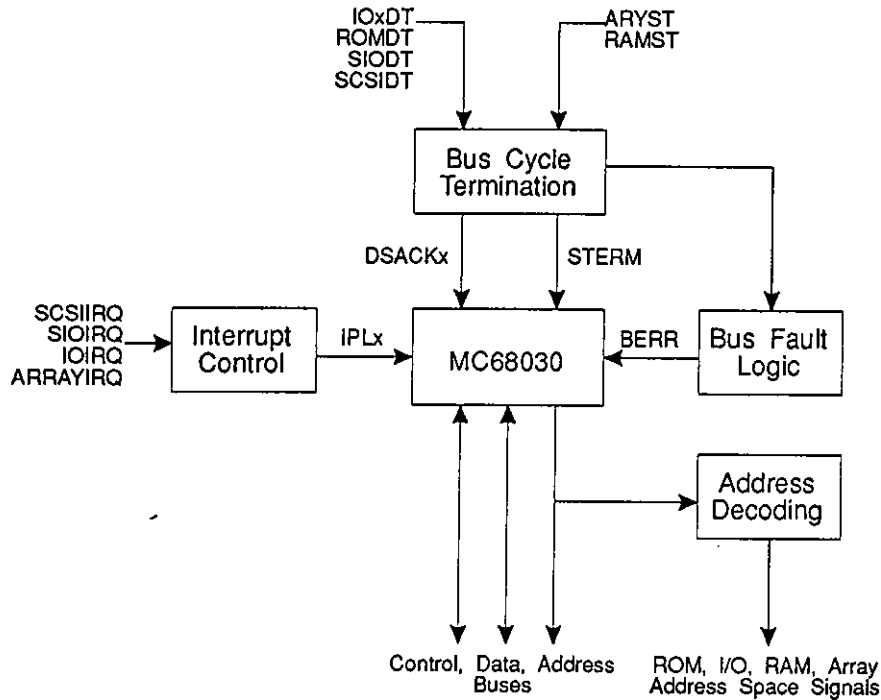 IOxDT
ROMDT
SIODT
SCSIDT
ARYST
RAMST
Bus Cycle
Termination
DSACKx
STERM
SCSIIRQ
SIOIRQ
IOIRQ
ARRAYIRQ
Interrupt
Control
IPLx
MC68030
BERR
Bus Fault
Logic
Address
Decoding
Control, Data, Address
Buses
ROM, I/O, RAM, Array
Address Space Signals